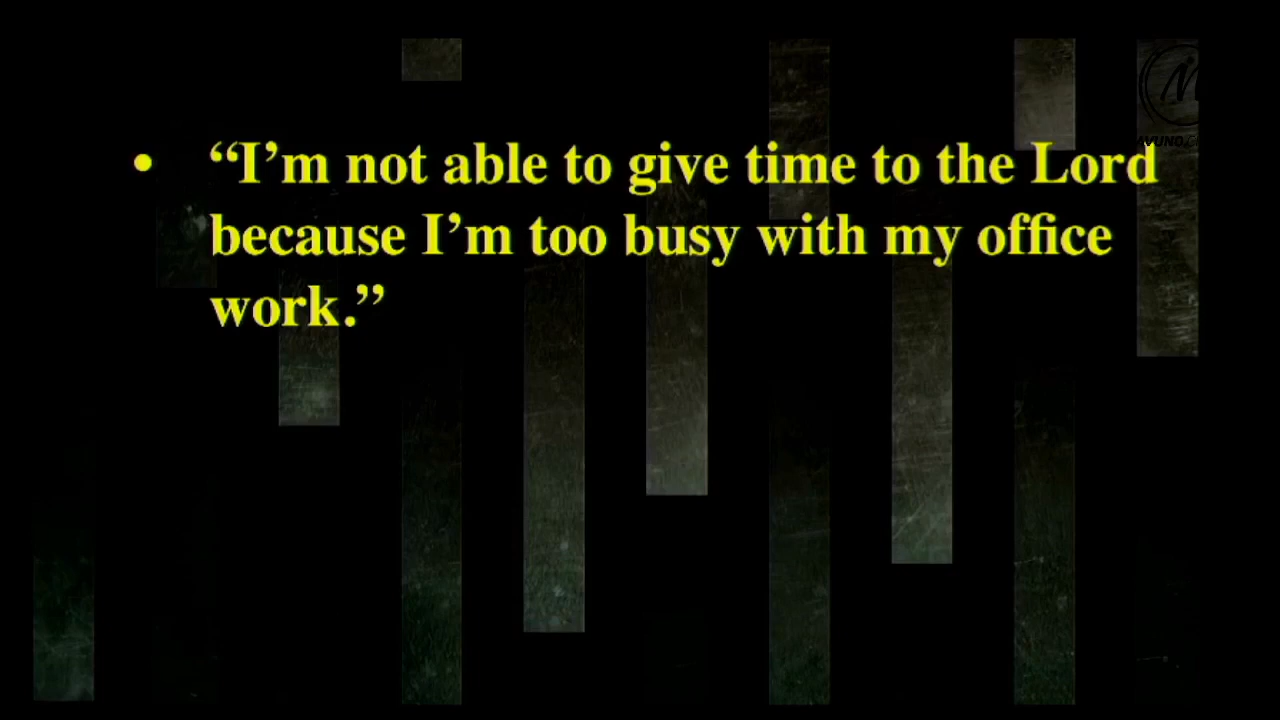 • “I’m not able to give time to the Lord
because I’m too busy with my office
work.”